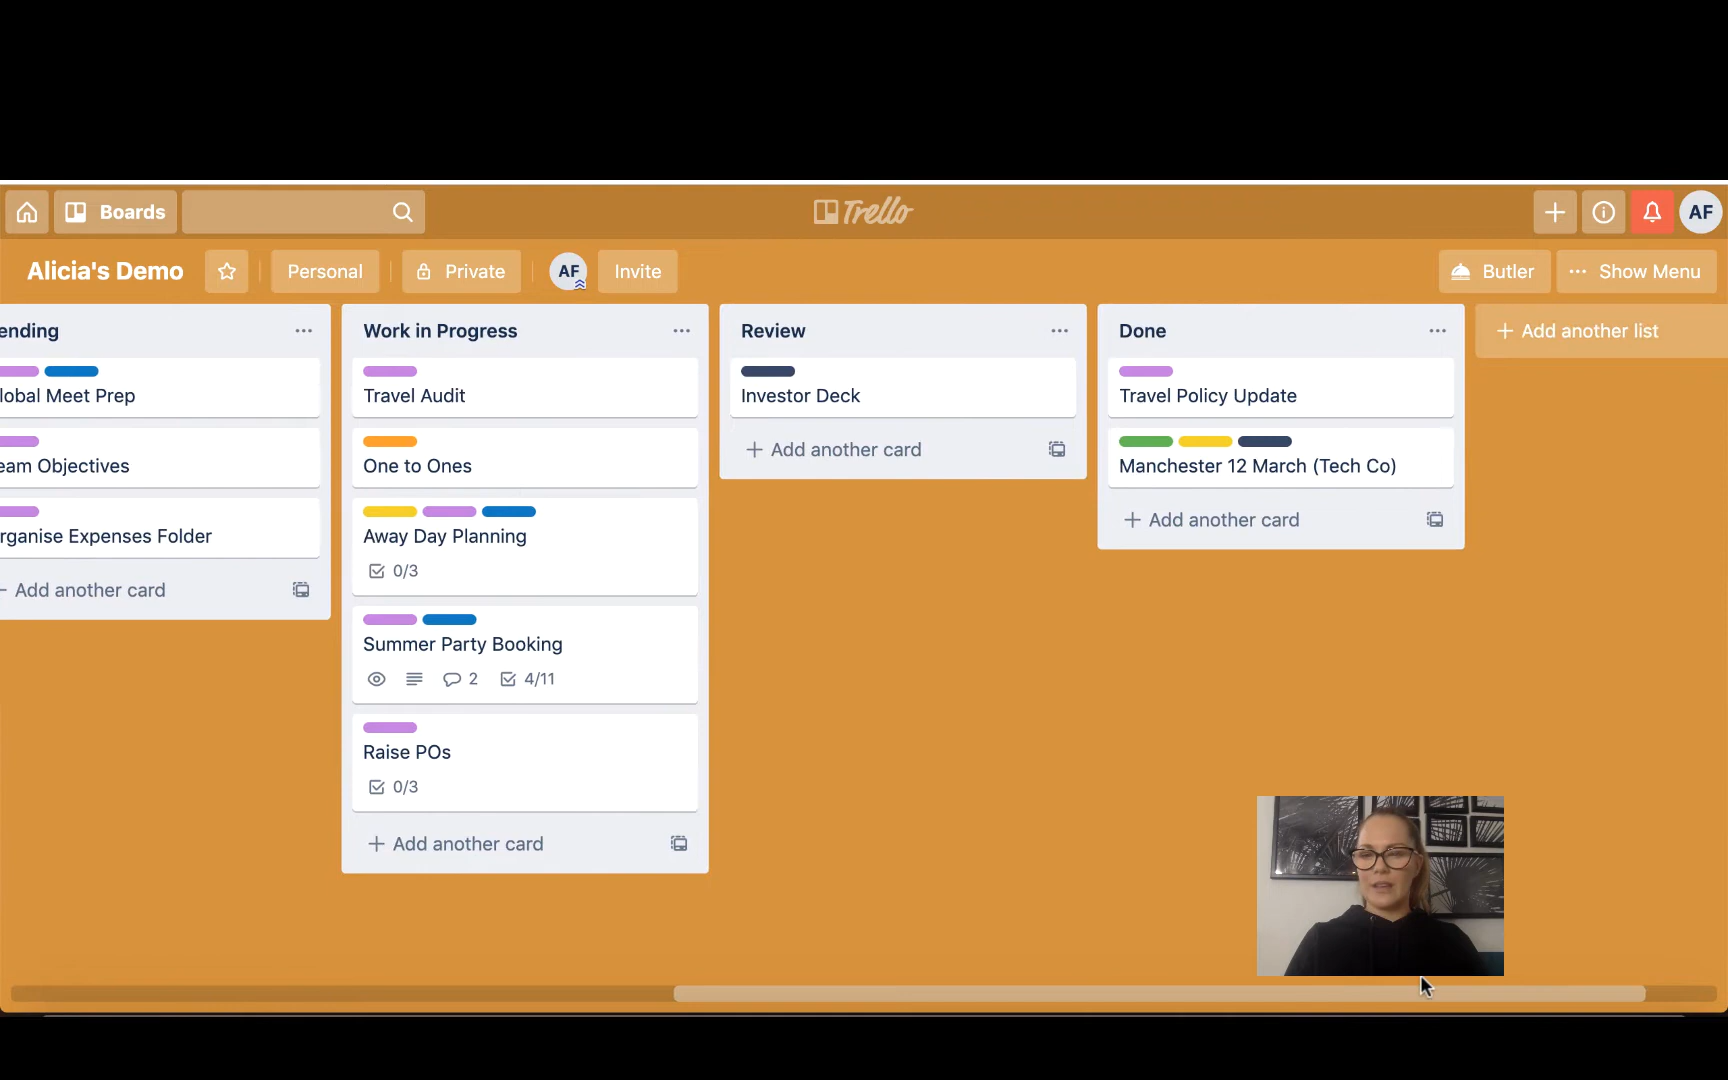 Boards
Trello
AF
Alicia's Demo
Personal
Private
AF
Invite
Butler
Show Menu
ending
lobal Meet Prep
eam Objectives
rganise Expenses Folder
Add another card
Work in Progress
Travel Audit
One to Ones
Away Day Planning
0/3
Summer Party Booking
2 4/11
Raise POs
0/3
Add another card
Review
Investor Deck
Add another card
Done
Travel Policy Update
Manchester 12 March (Tech Co)
Add another card
Add another list